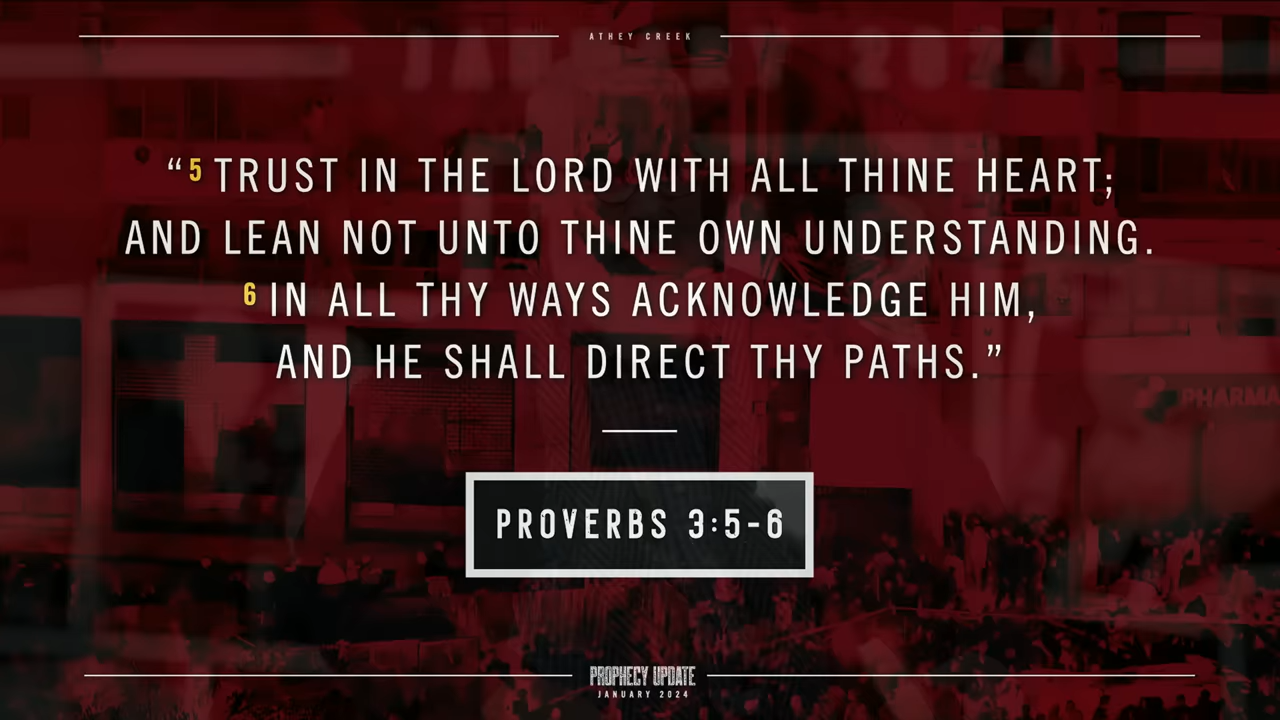 ATHEY CREEK
“5 TRUST IN THE LORD WITH ALL THINE HEART;
AND LEAN NOT UNTO THINE OWN UNDERSTANDING.
6 IN ALL THY WAYS ACKNOWLEDGE HIM,
AND HE SHALL DIRECT THY PATHS.”
PHARMA
PROVERBS 3:5-6
PROPHECY UPDATE
JANUARY 2024